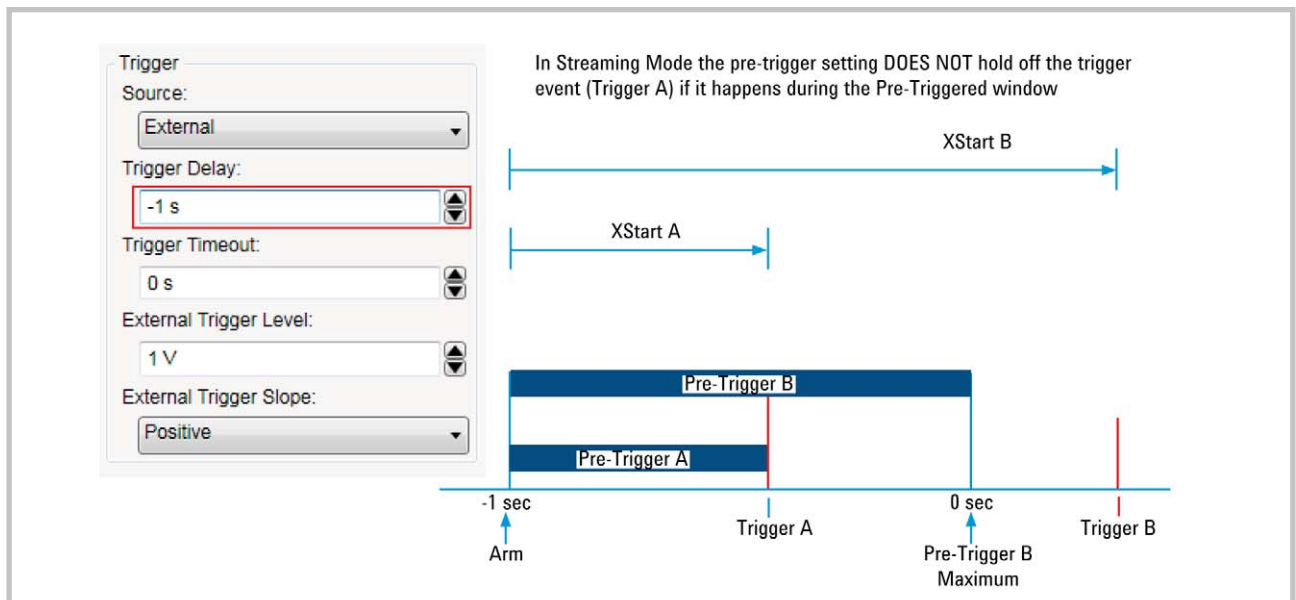 Trigger
Source:
External
Trigger Delay:
-1 s
Trigger Timeout:
0 s
External Trigger Level:
1 V
External Trigger Slope:
Positive
In Streaming Mode the pre-trigger setting DOES NOT hold off the trigger
event (Trigger A) if it happens during the Pre-Triggered window
XStart B
XStart A
Pre-Trigger B
Pre-Trigger A
-1 sec
0 sec
Trigger A
Trigger B
Arm
Pre-Trigger B
Maximum